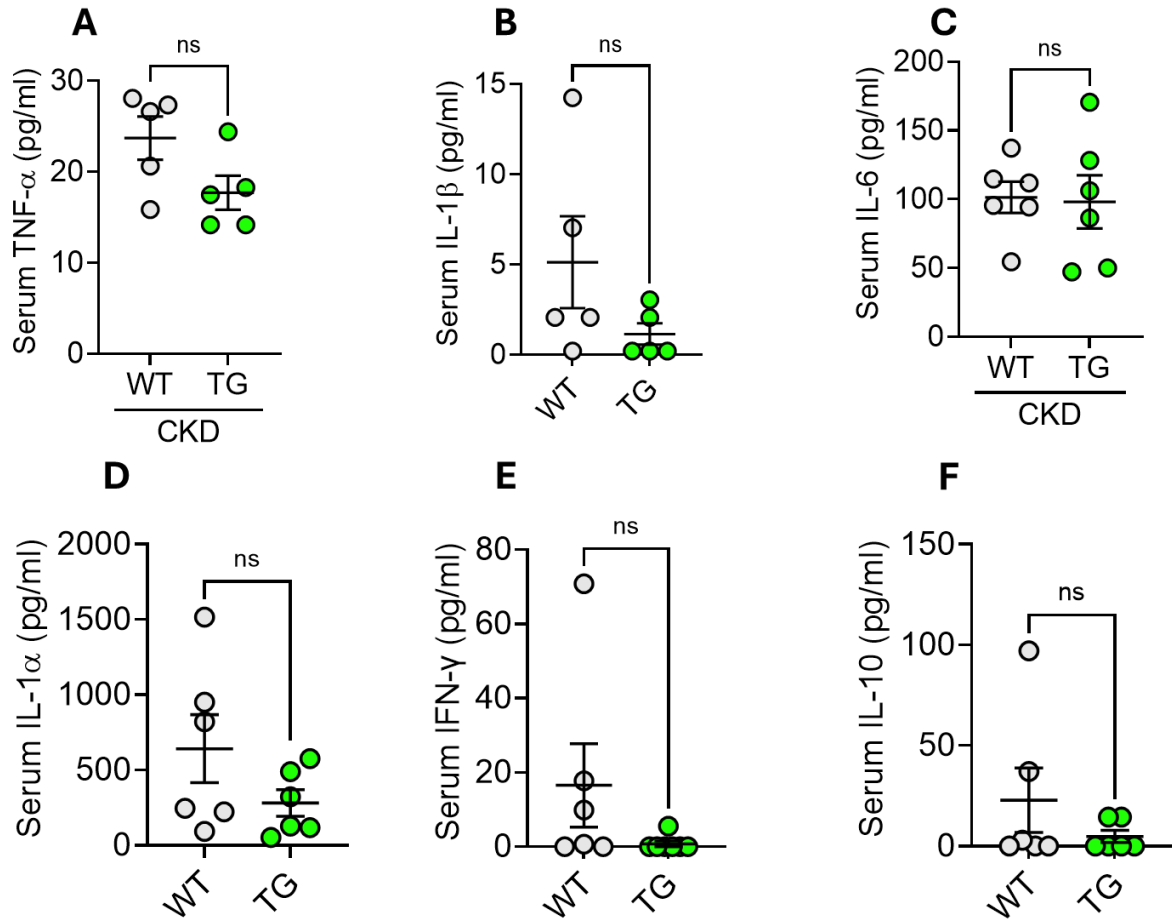 A
ns
Serum TNF-α (pg/ml)
30
20
10
0
WT TG
CKD
B
ns
Serum IL-1β (pg/ml)
15
10
5
0
WT TG
C
ns
Serum IL-6 (pg/ml)
200
150
100
50
0
WT TG
CKD
D
ns
Serum IL-1α (pg/ml)
2000
1500
1000
500
0
WT TG
E
ns
Serum IFN-γ (pg/ml)
80
60
40
20
0
WT TG
F
ns
Serum IL-10 (pg/ml)
150
100
50
0
WT TG